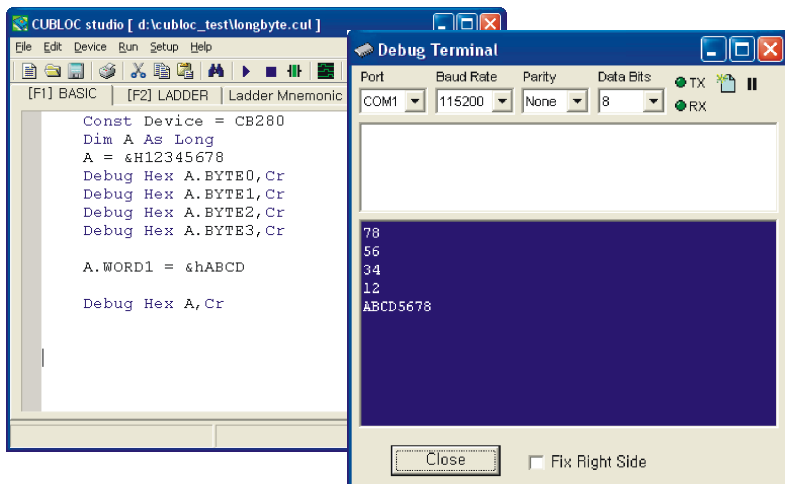 CUBLOC studio [ d:\cubloc_test\longbyte.cul ]
File Edit Device Run Setup Help
[F1] BASIC [F2] LADDER Ladder Mnemonic
Const Device = CB280
Dim A As Long
A = &H12345678
Debug Hex A.BYTE0,Cr
Debug Hex A.BYTE1,Cr
Debug Hex A.BYTE2,Cr
Debug Hex A.BYTE3,Cr
A.WORD1 = &hABCD
Debug Hex A,Cr
Debug Terminal
Port Baud Rate Parity Data Bits
COM1 115200 None 8
TX
RX
78
56
34
12
ABCD5678
Close
Fix Right Side